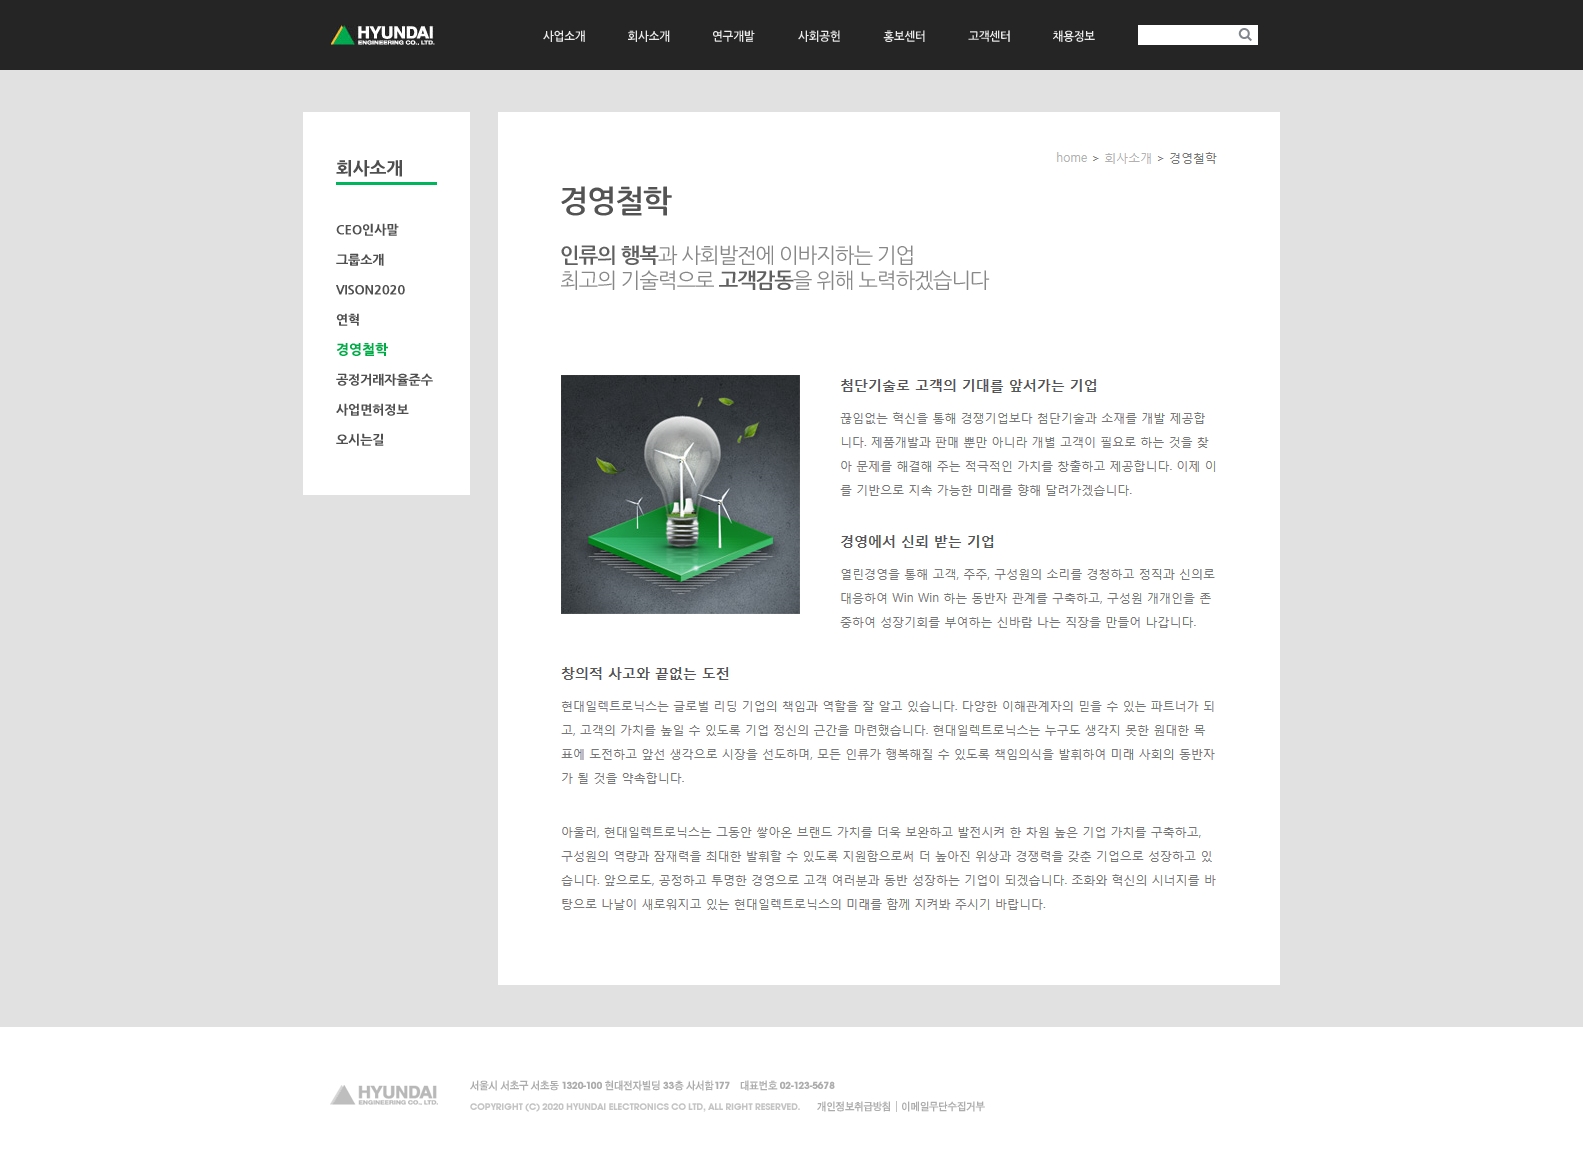 HYUNDAI
ENGINEERING CO., LTD.
사업소개 회사소개 연구개발 사회공헌 홍보센터 고객센터 채용정보
회사소개
CEO인사말
그룹소개
VISON2020
연혁
경영철학
공정거래자율준수
사업면허정보
오시는길
home > 회사소개 > 경영철학
경영철학
인류의 행복과 사회발전에 이바지하는 기업
최고의 기술력으로 고객감동을 위해 노력하겠습니다
첨단기술로 고객의 기대를 앞서가는 기업
끊임없는 혁신을 통해 경쟁기업보다 첨단기술과 소재를 개발 제공합
니다. 제품개발과 판매 뿐만 아니라 개별 고객이 필요로 하는 것을 찾
아 문제를 해결해 주는 적극적인 가치를 창출하고 제공합니다. 이제 이
를 기반으로 지속 가능한 미래를 향해 달려가겠습니다.
경영에서 신뢰 받는 기업
열린경영을 통해 고객, 주주, 구성원의 소리를 경청하고 정직과 신의로
대응하여 Win Win 하는 동반자 관계를 구축하고, 구성원 개개인을 존
중하여 성장기회를 부여하는 신바람 나는 직장을 만들어 나갑니다.
창의적 사고와 끝없는 도전
현대일렉트로닉스는 글로벌 리딩 기업의 책임과 역할을 잘 알고 있습니다. 다양한 이해관계자의 믿을 수 있는 파트너가 되
고, 고객의 가치를 높일 수 있도록 기업 정신의 근간을 마련했습니다. 현대일렉트로닉스는 누구도 생각지 못한 원대한 목
표에 도전하고 앞선 생각으로 시장을 선도하며, 모든 인류가 행복해질 수 있도록 책임의식을 발휘하여 미래 사회의 동반자
가 될 것을 약속합니다.
아울러, 현대일렉트로닉스는 그동안 쌓아온 브랜드 가치를 더욱 보완하고 발전시켜 한 차원 높은 기업 가치를 구축하고,
구성원의 역량과 잠재력을 최대한 발휘할 수 있도록 지원함으로써 더 높아진 위상과 경쟁력을 갖춘 기업으로 성장하고 있
습니다. 앞으로도, 공정하고 투명한 경영으로 고객 여러분과 동반 성장하는 기업이 되겠습니다. 조화와 혁신의 시너지를 바
탕으로 나날이 새로워지고 있는 현대일렉트로닉스의 미래를 함께 지켜봐 주시기 바랍니다.
HYUNDAI
ENGINEERING CO., LTD.
서울시 서초구 서초동 1320-100 현대전자빌딩 33층 사서함177 대표번호 02-123-5678
COPYRIGHT (C) 2020 HYUNDAI ELECTRONICS CO LTD, ALL RIGHT RESERVED. 개인정보취급방침 | 이메일무단수집거부